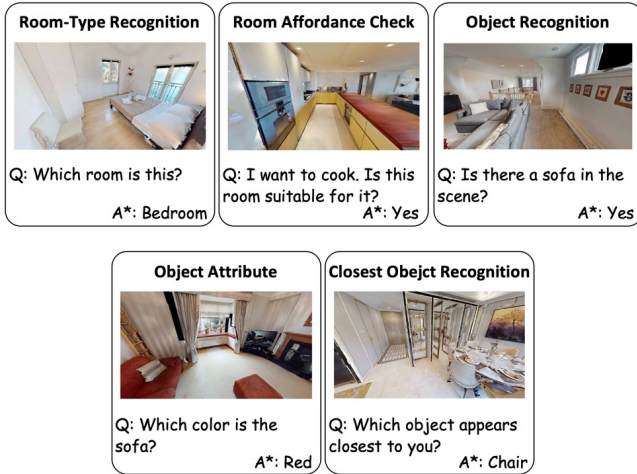 Room-Type Recognition
Q: Which room is this?
A*: Bedroom
Room Affordance Check
Q: I want to cook. Is this
room suitable for it?
A*: Yes
Object Recognition
Q: Is there a sofa in the
scene?
A*: Yes
Object Attribute
Q: Which color is the
sofa?
A*: Red
Closest Obejct Recognition
Q: Which object appears
closest to you?
A*: Chair